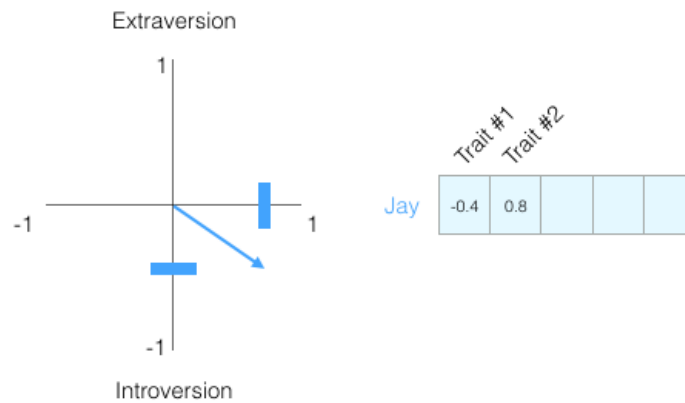 Extraversion
1
-1
1
-1
Introversion
Trait #1
Trait #2
Jay
-0.4
0.8